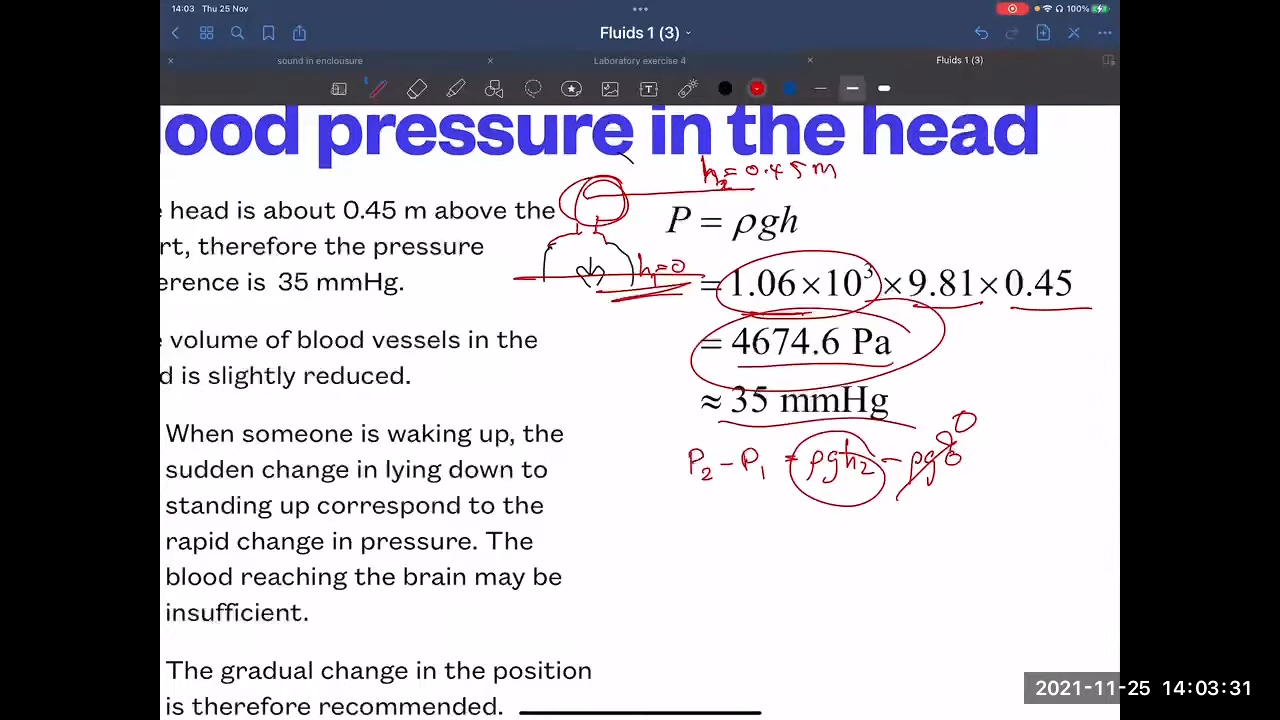 14:03 Thu 25 Nov
100%
Fluids 1 (3)
sound in enclousure
Laboratory exercise 4
Fluids 1 (3)
ood pressure in the head
h₂=0.45 m
e head is about 0.45 m above the
rt, therefore the pressure
erence is 35 mmHg.
h₁=0
P = ρgh
= 1.06×10³ ×9.81×0.45
= 4674.6 Pa
≈ 35 mmHg
e volume of blood vessels in the
d is slightly reduced.
P₂ - P₁ = ρgh₂ - ρg0
0
When someone is waking up, the
sudden change in lying down to
standing up correspond to the
rapid change in pressure. The
blood reaching the brain may be
insufficient.
The gradual change in the position
is therefore recommended.
2021-11-25 14:03:31